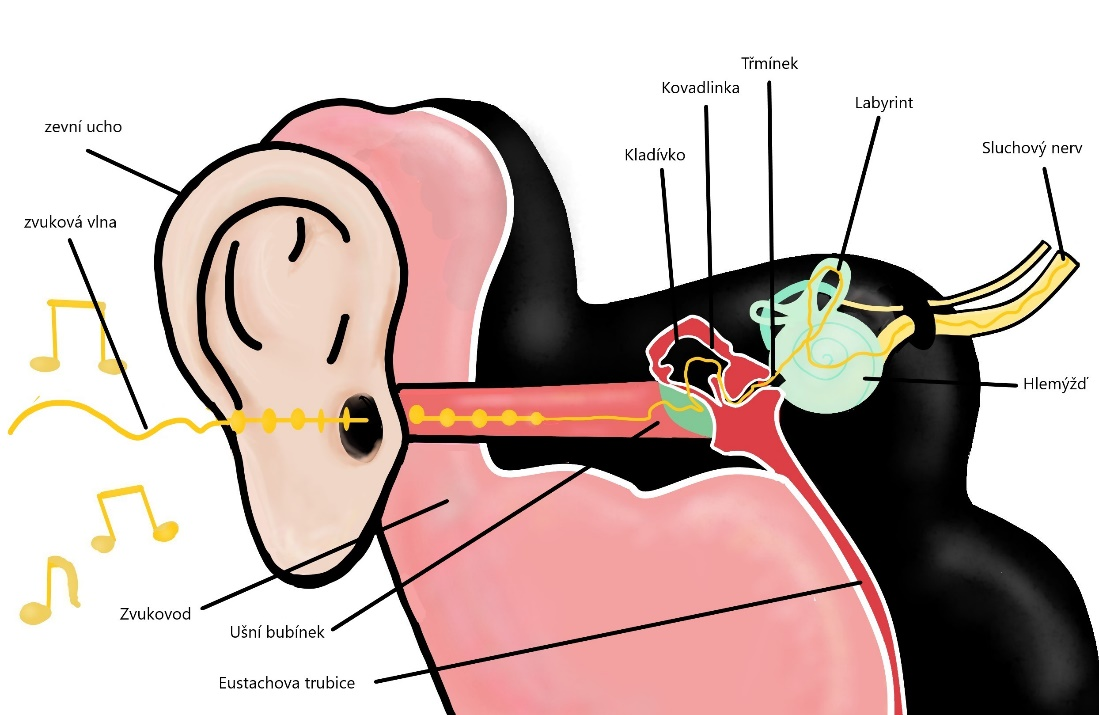 Třmínek
Kovadlinka
Labyrint
zevní ucho
Sluchový nerv
Kladívko
zvuková vlna
Hlemýžď
Zvukovod
Ušní bubínek
Eustachova trubice